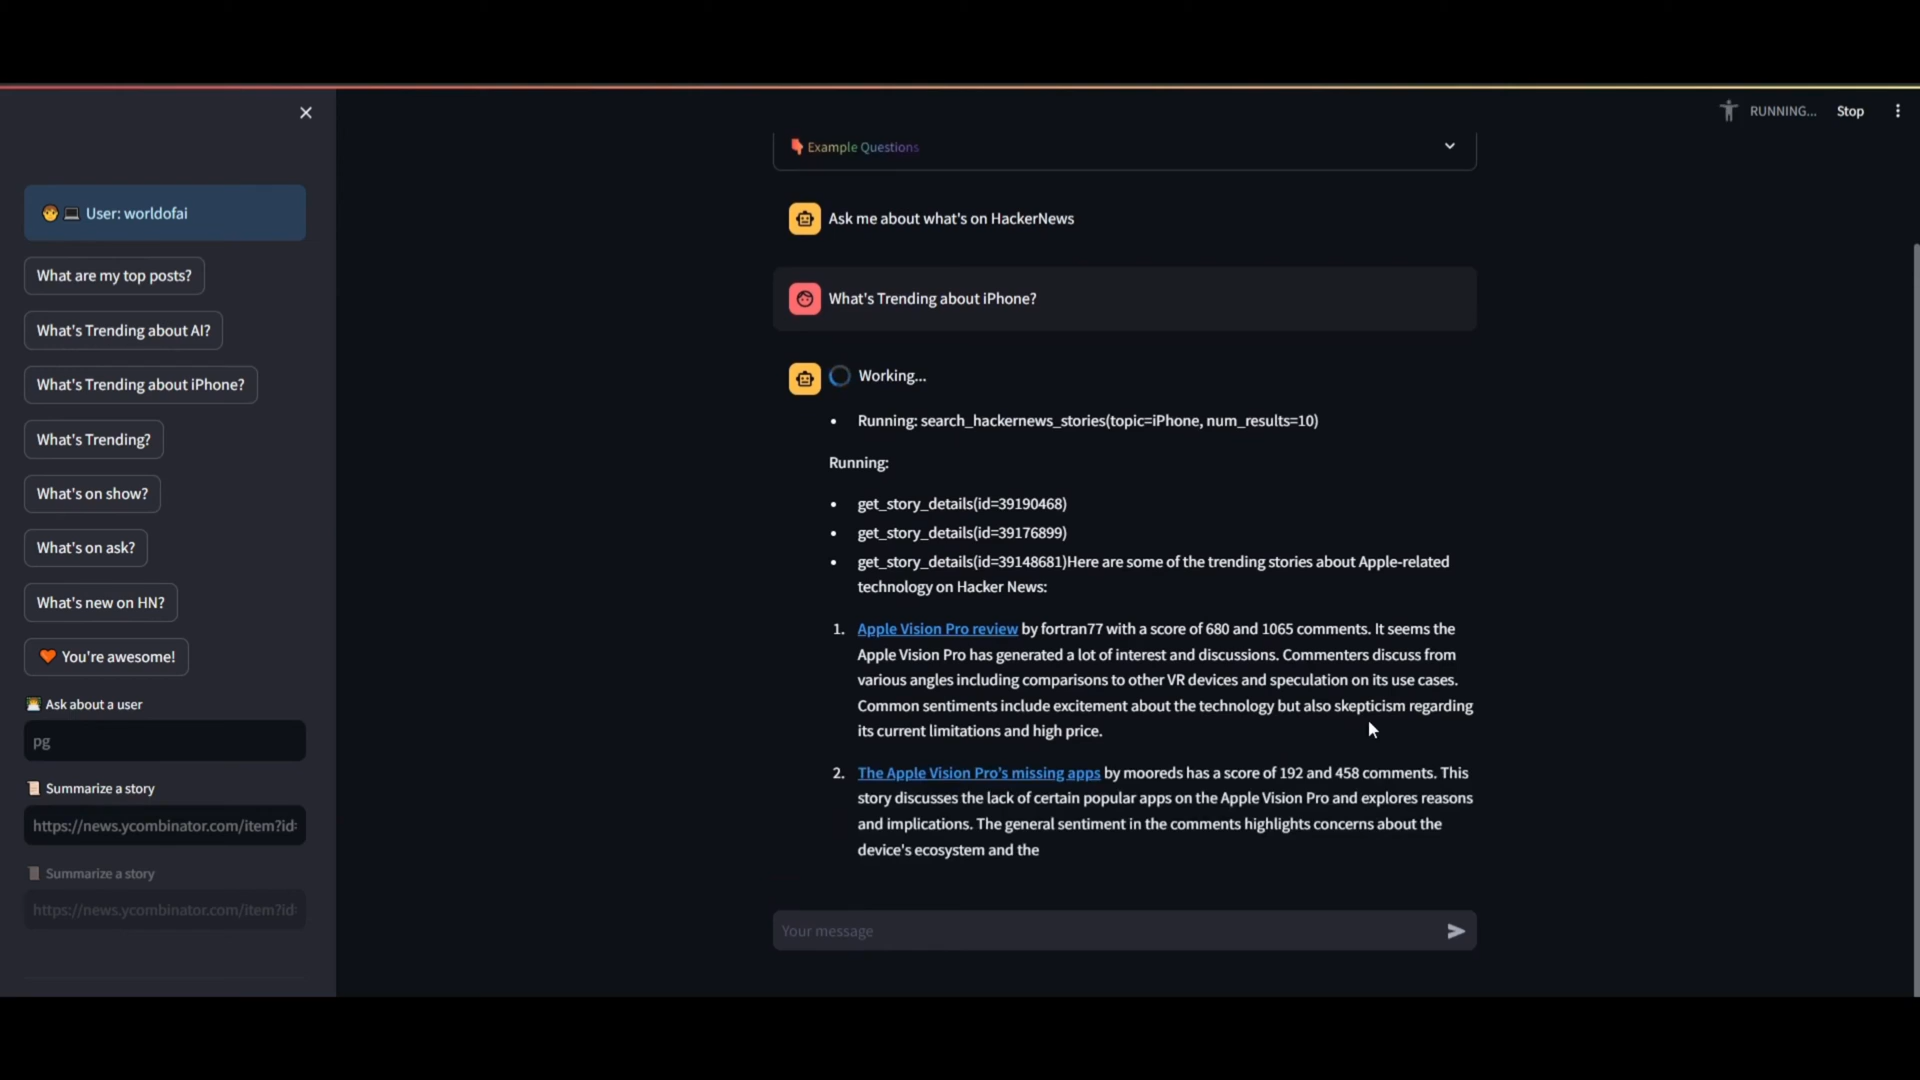 RUNNING...
Stop
User: worldofai
What are my top posts?
What's Trending about AI?
What's Trending about iPhone?
What's Trending?
What's on show?
What's on ask?
What's new on HN?
You're awesome!
Ask about a user
pg
Summarize a story
https://news.ycombinator.com/item?id=
Summarize a story
https://news.ycombinator.com/item?id=
Example Questions
Ask me about what's on HackerNews
What's Trending about iPhone?
Working...
• Running: search_hackernews_stories(topic=iPhone, num_results=10)
Running:
• get_story_details(id=39190468)
• get_story_details(id=39176899)
• get_story_details(id=39148681)Here are some of the trending stories about Apple-related
technology on Hacker News:
1. Apple Vision Pro review by fortran77 with a score of 680 and 1065 comments. It seems the
Apple Vision Pro has generated a lot of interest and discussions. Commenters discuss from
various angles including comparisons to other VR devices and speculation on its use cases.
Common sentiments include excitement about the technology but also skepticism regarding
its current limitations and high price.
2. The Apple Vision Pro's missing apps by mooreds has a score of 192 and 458 comments. This
story discusses the lack of certain popular apps on the Apple Vision Pro and explores reasons
and implications. The general sentiment in the comments highlights concerns about the
device's ecosystem and the
Your message